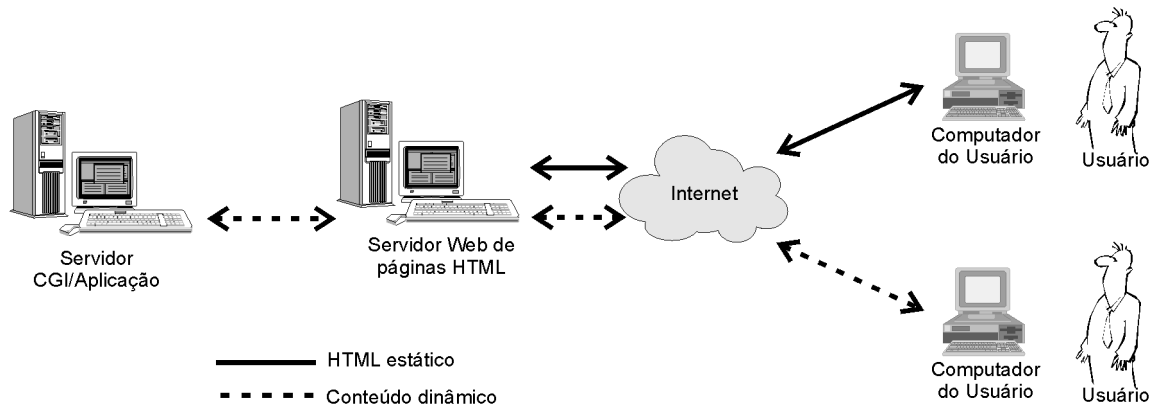 Computador
do Usuário
Usuário
Internet
Servidor
CGI/Aplicação
Servidor Web de
páginas HTML
Computador
do Usuário
Usuário
HTML estático
Conteúdo dinâmico